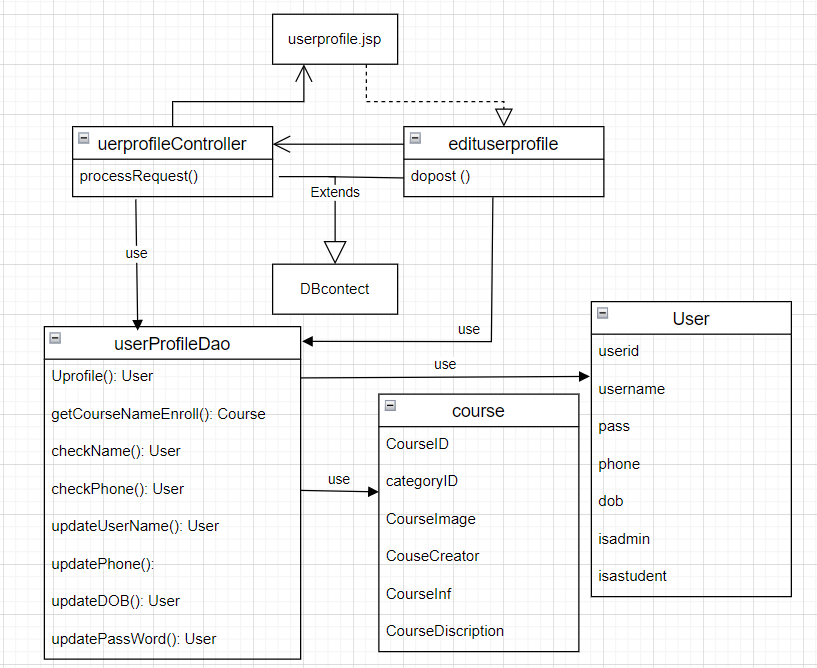 userprofile.jsp
uerprofileController
processRequest()
edituserprofile
dopost ()
Extends
use
DBcontect
use
userProfileDao
Uprofile(): User
getCourseNameEnroll(): Course
checkName(): User
checkPhone(): User
updateUserName(): User
updatePhone():
updateDOB(): User
updatePassWord(): User
use
use
course
CourseID
categoryID
CourseImage
CouseCreator
CourseInf
CourseDiscription
User
userid
username
pass
phone
dob
isadmin
isastudent